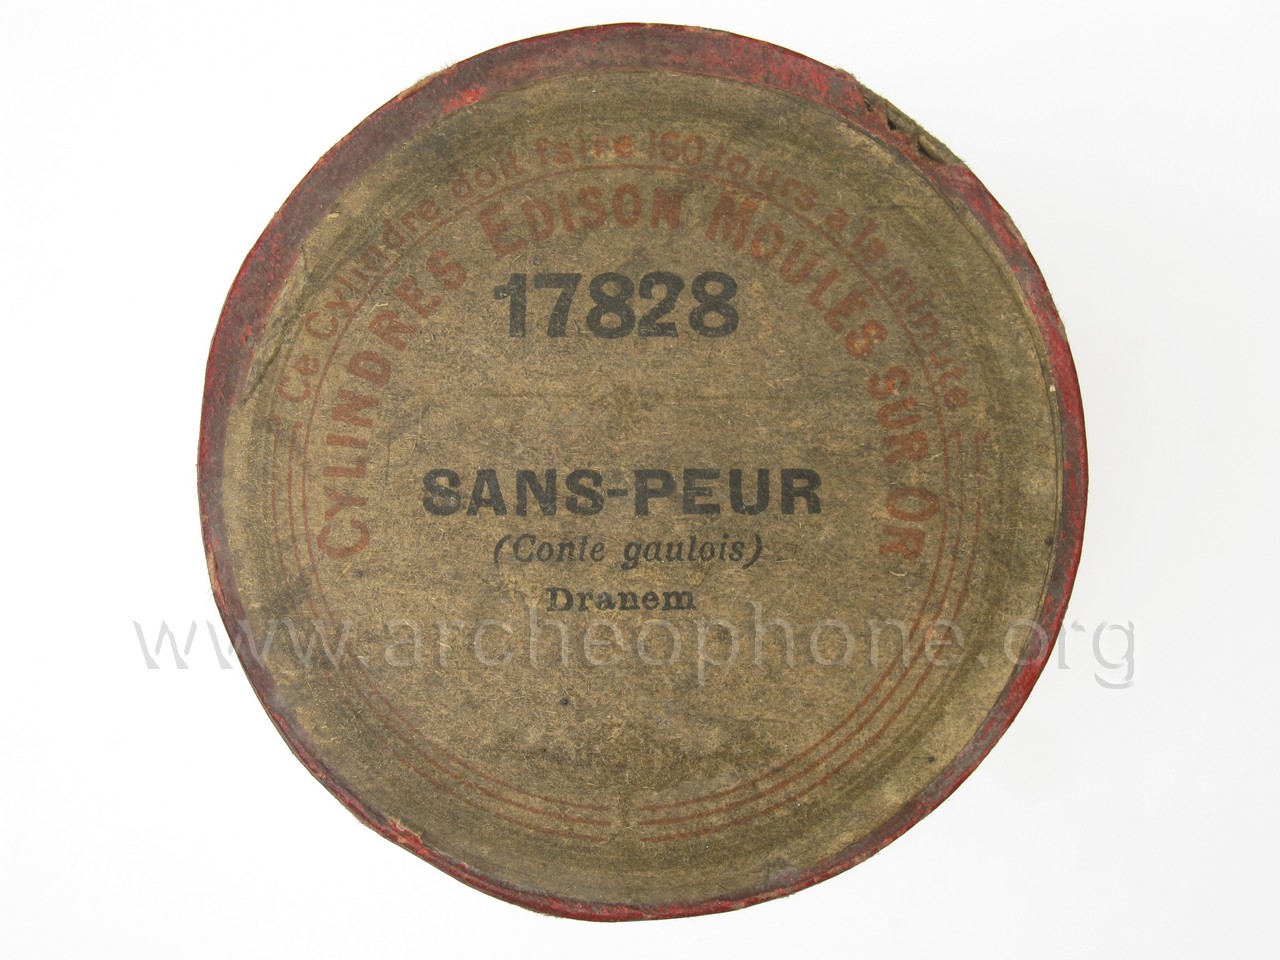 Ce Cylindre doit faire 160 tours à la minute
CYLINDRES EDISON MOULÉS SUR OR
17828
SANS-PEUR
(Conte gaulois)
Dranem
www.archeophone.org